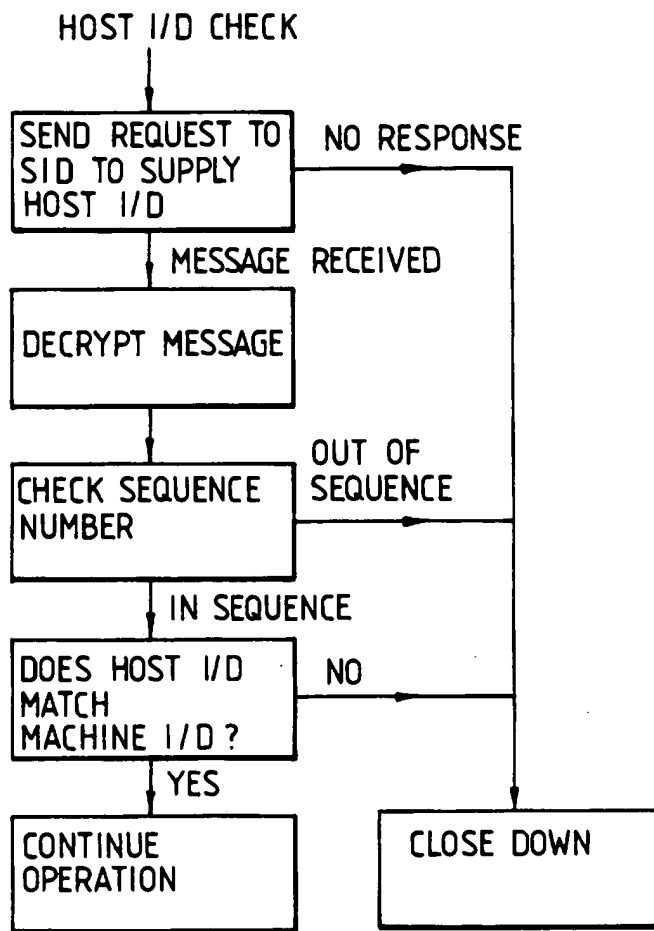 HOST I/D CHECK
SEND REQUEST TO
SID TO SUPPLY
HOST I/D
NO RESPONSE
MESSAGE RECEIVED
DECRYPT MESSAGE
CHECK SEQUENCE
NUMBER
OUT OF
SEQUENCE
IN SEQUENCE
DOES HOST I/D
MATCH
MACHINE I/D ?
NO
YES
CONTINUE
OPERATION
CLOSE DOWN